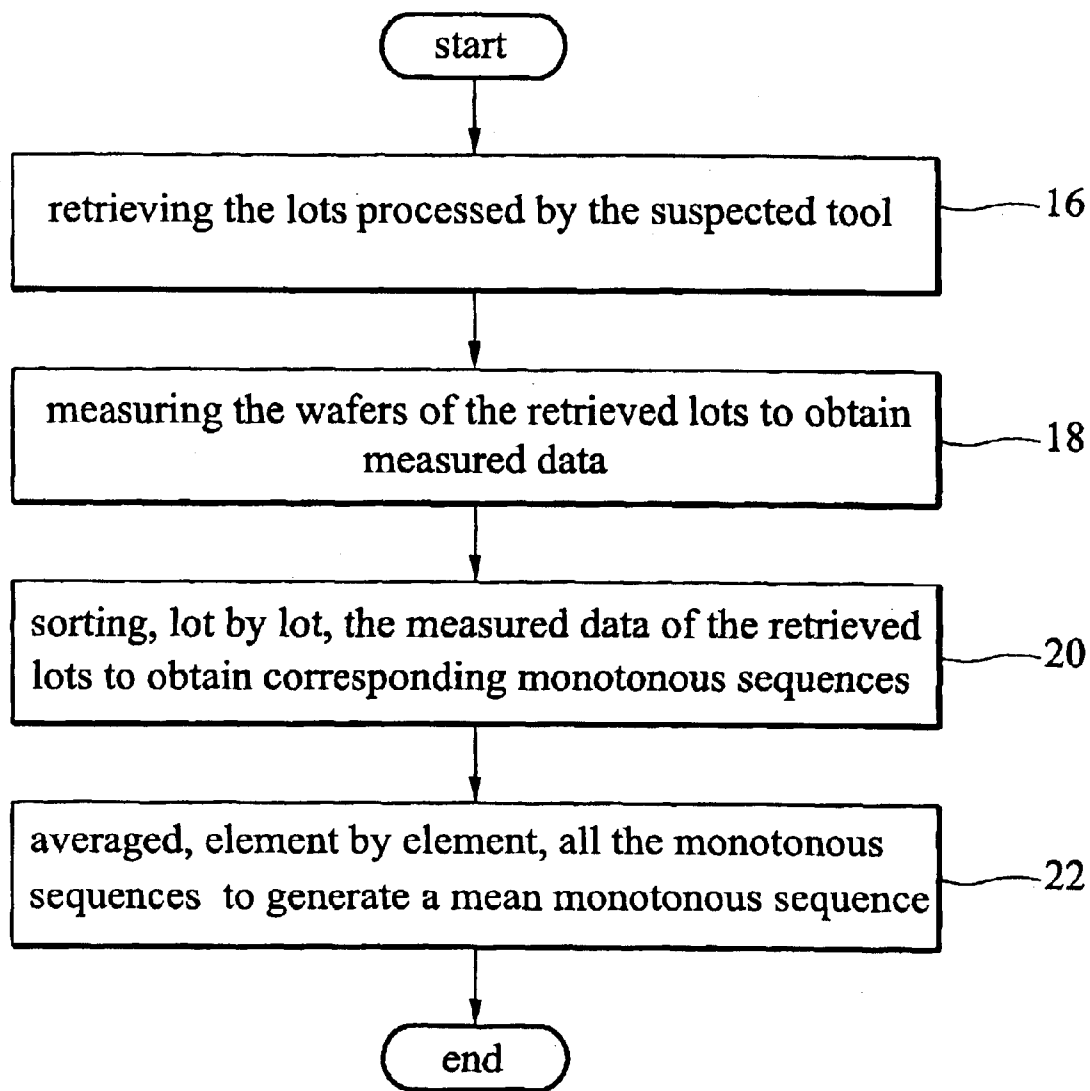 start
retrieving the lots processed by the suspected tool
16
measuring the wafers of the retrieved lots to obtain
measured data
18
sorting, lot by lot, the measured data of the retrieved
lots to obtain corresponding monotonous sequences
20
averaged, element by element, all the monotonous
sequences to generate a mean monotonous sequence
22
end